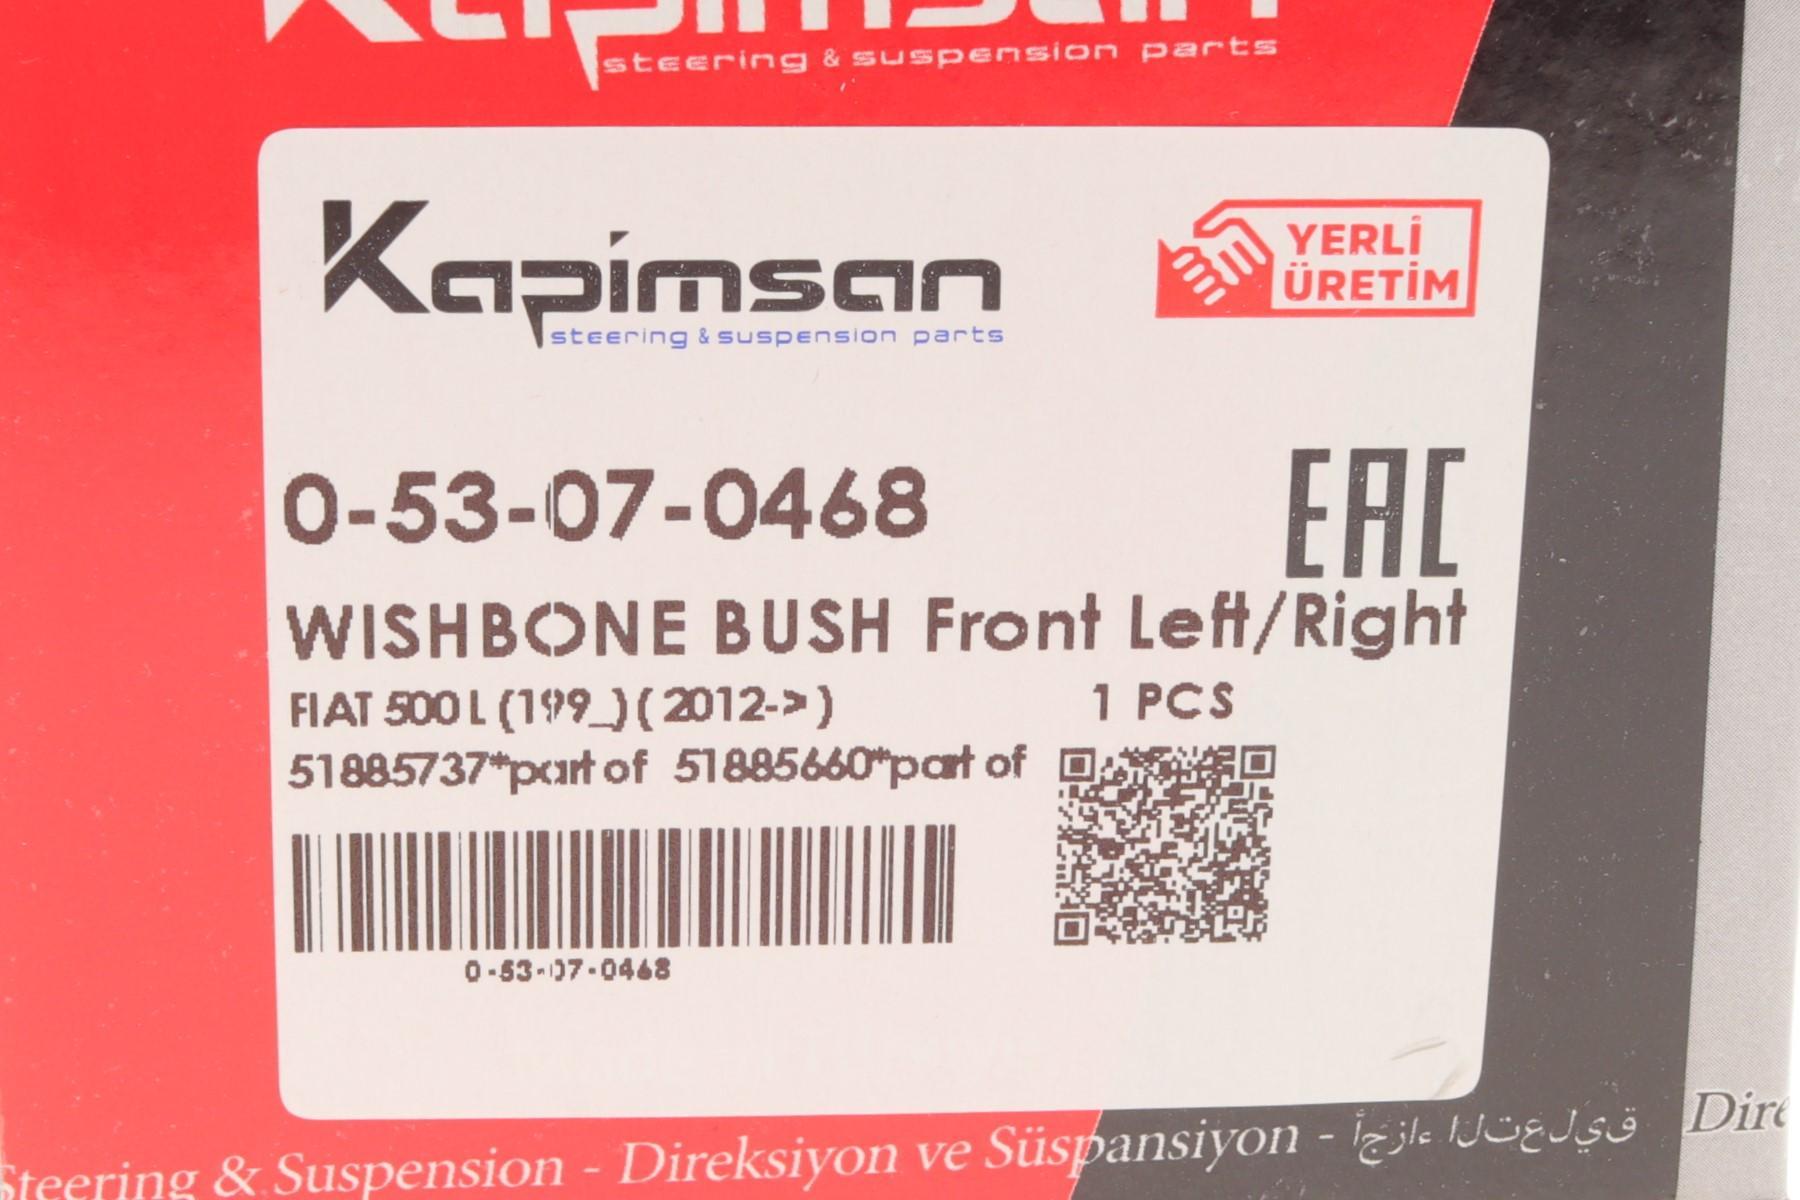 Kapimsan
steering & suspension parts
Kapimsan
steering & suspension parts
YERLİ
ÜRETİM
0-53-07-0468
EAC
WISHBONE BUSH Front Left/Right
FIAT 500 L (199_) ( 2012-> )
1 PCS
51885737*part of 51885660*part of
0-53-07-0468
Steering & Suspension - Direksiyon ve Süspansiyon - أجزاء التعليق